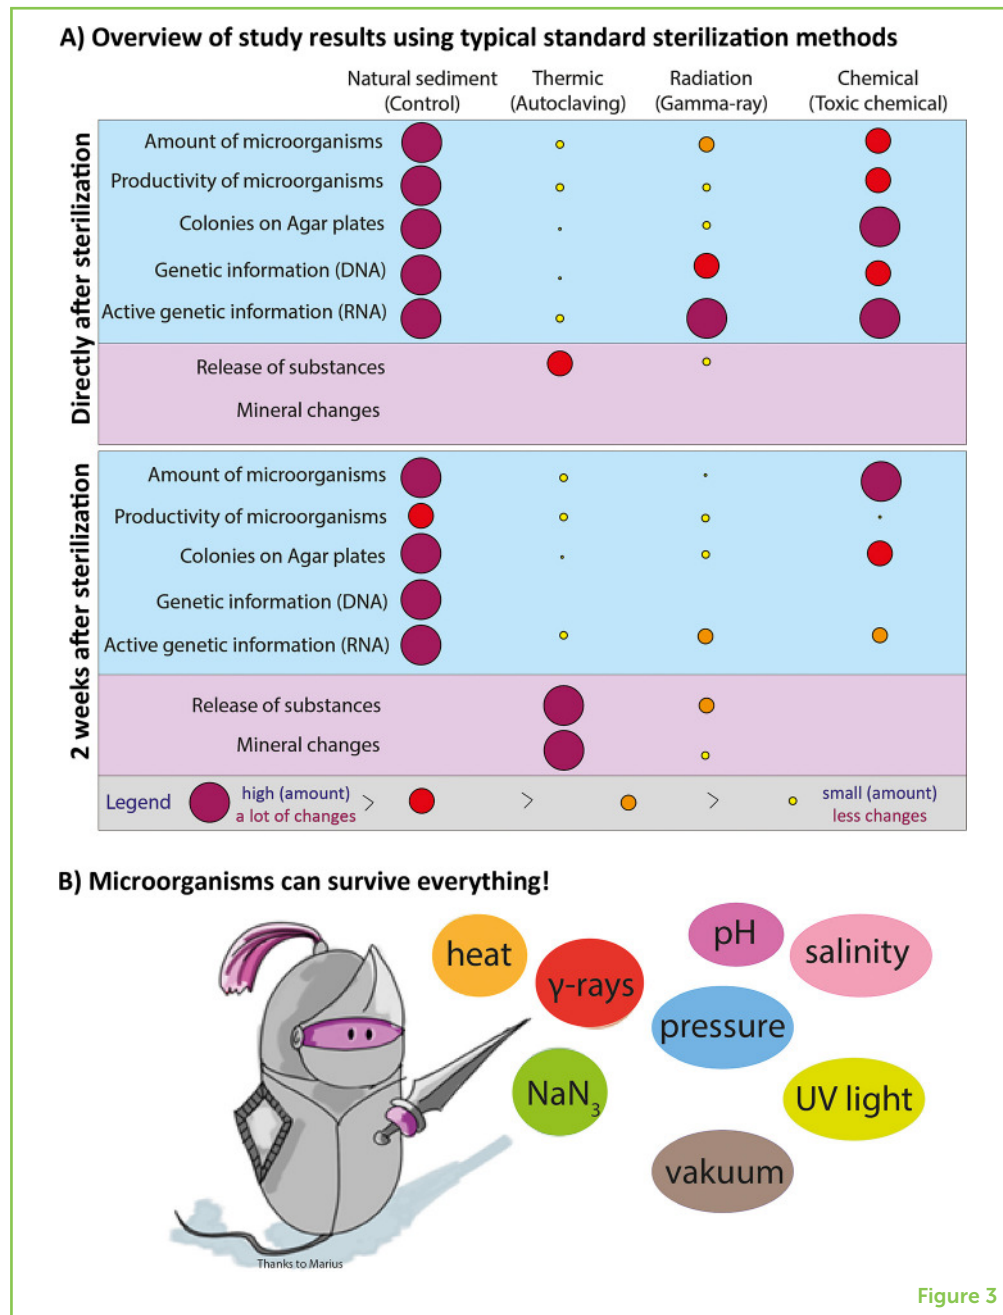 A) Overview of study results using typical standard sterilization methods
Natural sediment (Control)
Thermic (Autoclaving)
Radiation (Gamma-ray)
Chemical (Toxic chemical)
Directly after sterilization
Amount of microorganisms
Productivity of microorganisms
Colonies on Agar plates
Genetic information (DNA)
Active genetic information (RNA)
Release of substances
Mineral changes
2 weeks after sterilization
Amount of microorganisms
Productivity of microorganisms
Colonies on Agar plates
Genetic information (DNA)
Active genetic information (RNA)
Release of substances
Mineral changes
Legend
high (amount)
a lot of changes
>
>
>
small (amount)
less changes
B) Microorganisms can survive everything!
heat
γ-rays
pH
salinity
pressure
NaN₃
UV light
vakuum
Thanks to Marius
Figure 3